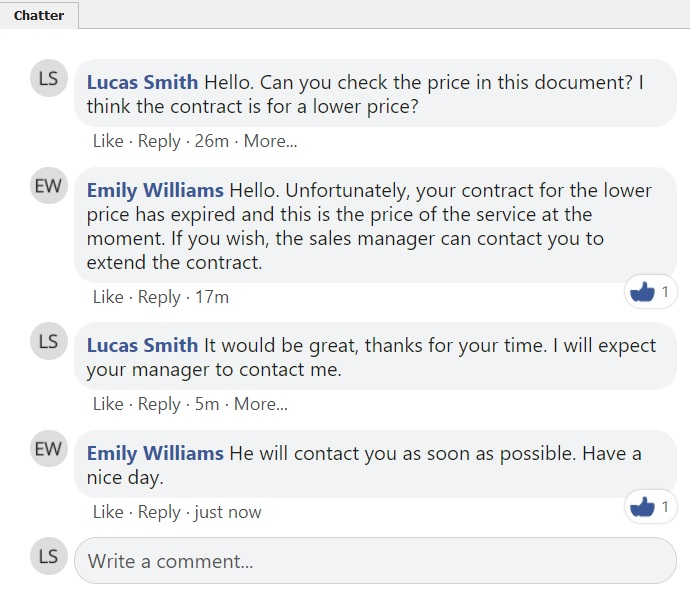 Chatter
LS
Lucas Smith Hello. Can you check the price in this document? I
think the contract is for a lower price?
Like · Reply · 26m · More...
EW
Emily Williams Hello. Unfortunately, your contract for the lower
price has expired and this is the price of the service at the
moment. If you wish, the sales manager can contact you to
extend the contract.
1
Like · Reply · 17m
LS
Lucas Smith It would be great, thanks for your time. I will expect
your manager to contact me.
Like · Reply · 5m · More...
EW
Emily Williams He will contact you as soon as possible. Have a
nice day.
1
Like · Reply · just now
LS
Write a comment...